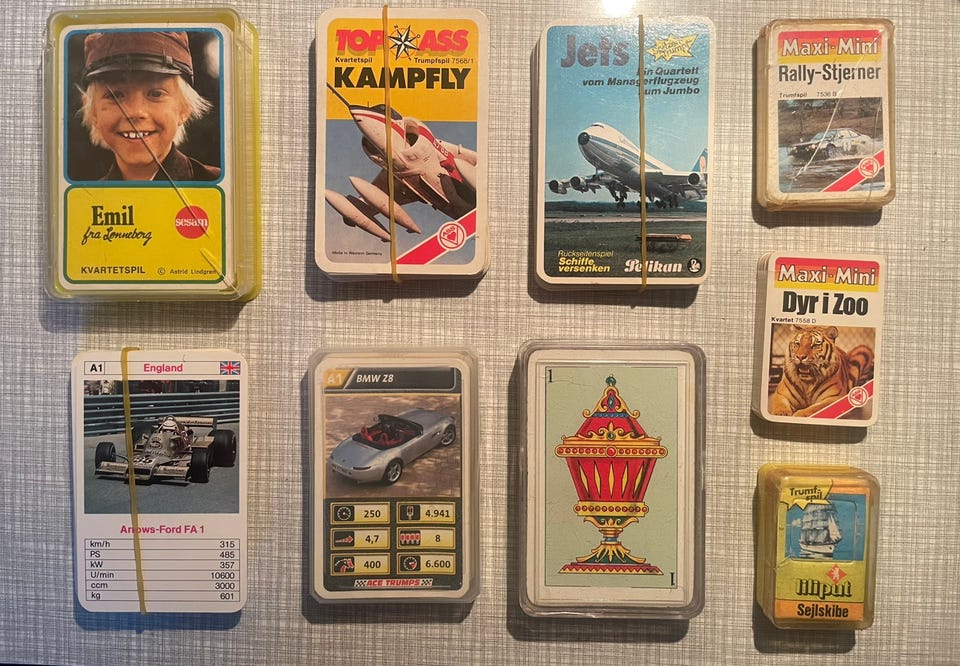 Emil
fra Lønneberg
sesam
KVARTETSPIL
© Astrid Lindgren
TOP ASS
Kvartetspil Trumpfspil 7568/1
KAMPFLY
Made in Western Germany
Jets
Ein Quartett
vom Managerflugzeug
zum Jumbo
Rückseitenspiel
Schiffe
versenken
Pelikan
Maxi-Mini
Rally-Stjerner
Trumfspil 7536 B
Maxi-Mini
Dyr i Zoo
Kvartet 7558 D
A1 England
Arrows-Ford FA 1
km/h 315
PS 485
kW 357
U/min 10600
ccm 3000
kg 601
A1 BMW Z8
250 4.941
4,7 8
400 6.600
ACE TRUMPS
1
1
Trumf-
spil
liliput
Sejlskibe